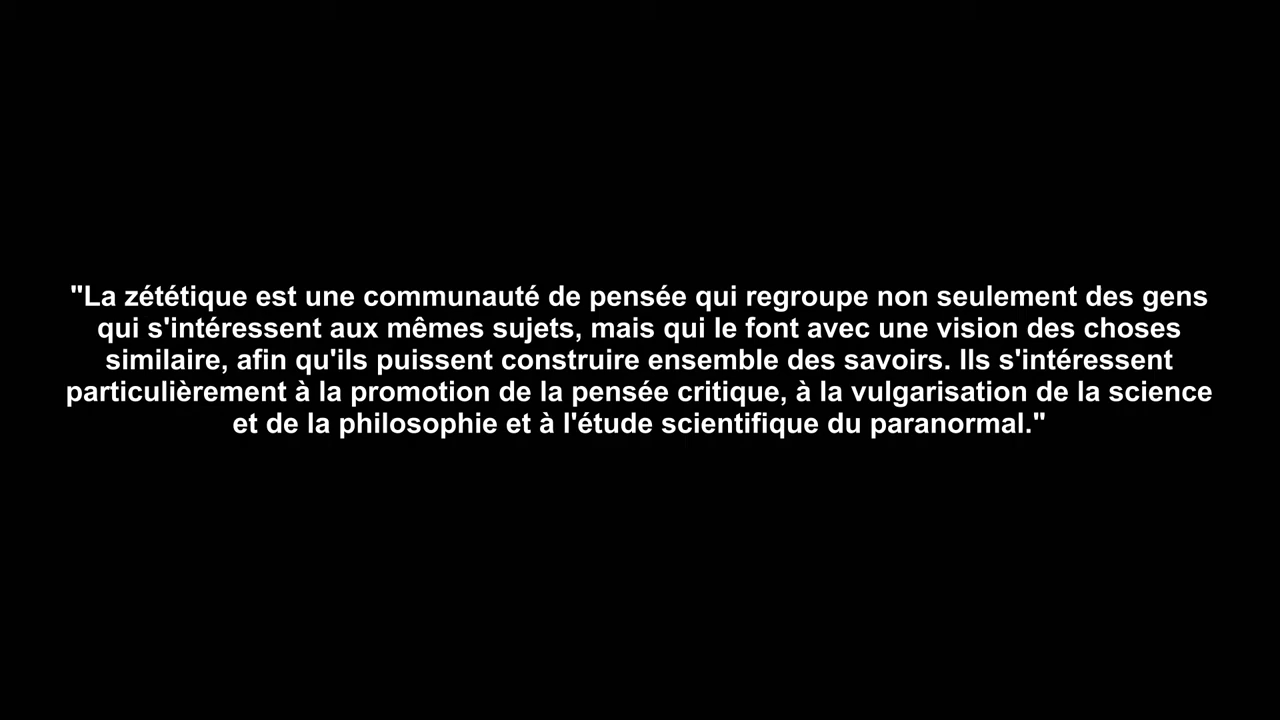 "La zététique est une communauté de pensée qui regroupe non seulement des gens
qui s'intéressent aux mêmes sujets, mais qui le font avec une vision des choses
similaire, afin qu'ils puissent construire ensemble des savoirs. Ils s'intéressent
particulièrement à la promotion de la pensée critique, à la vulgarisation de la science
et de la philosophie et à l'étude scientifique du paranormal."